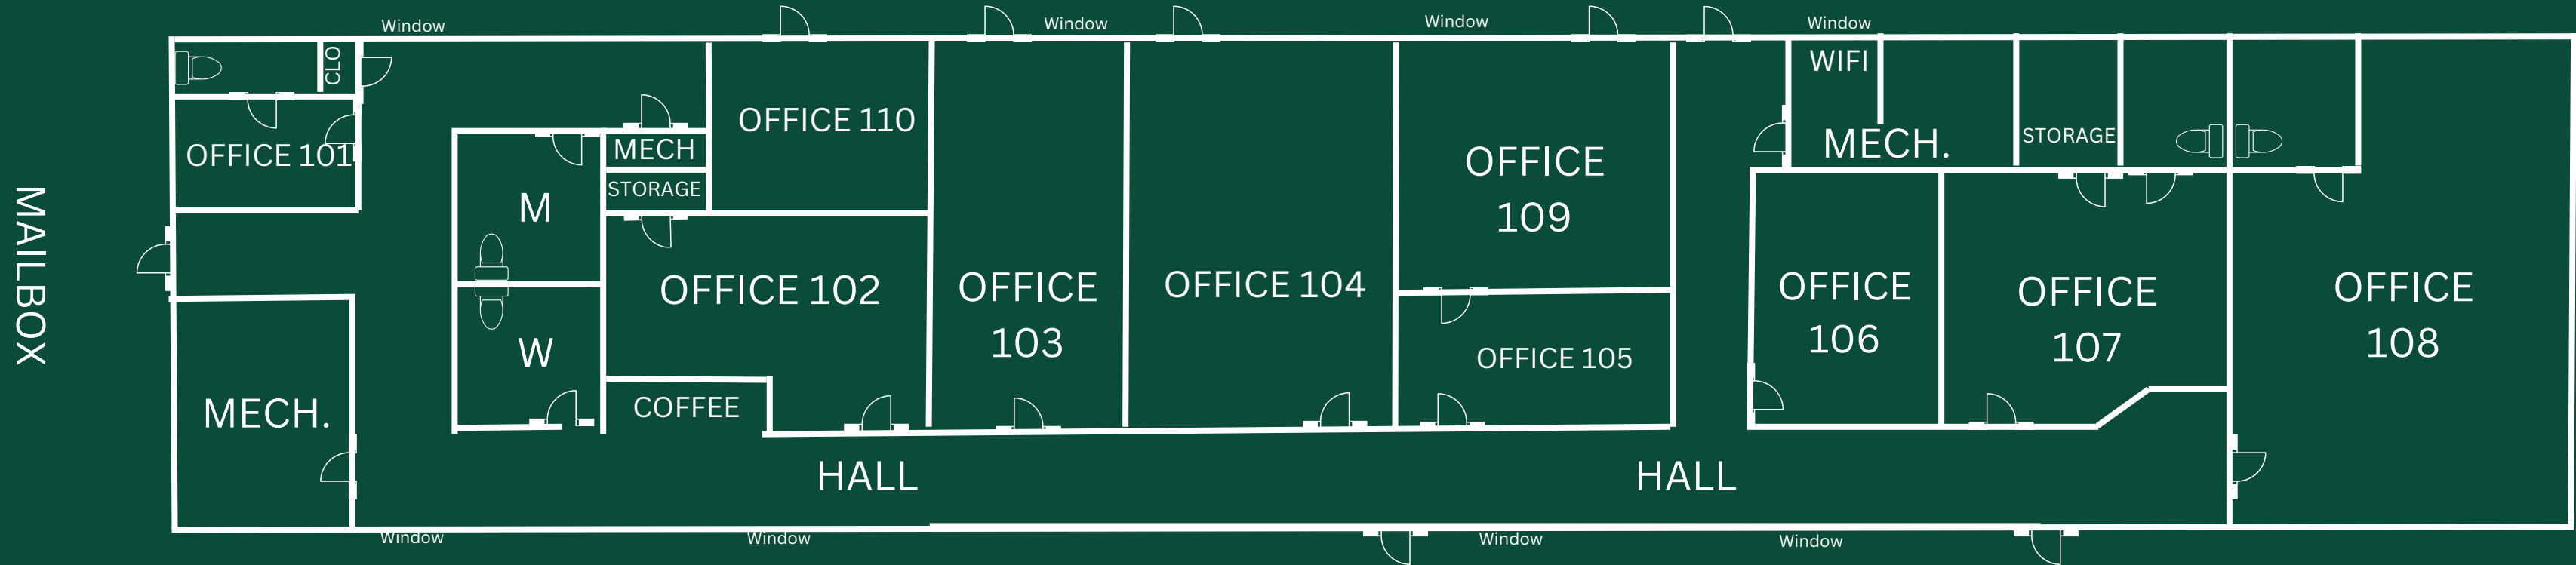 Window
Window
Window
Window
CLO
WIFI
OFFICE 110
MECH
MECH.
STORAGE
OFFICE 101
OFFICE
109
STORAGE
M
MAILBOX
OFFICE 102
OFFICE
103
OFFICE 104
OFFICE
106
OFFICE
107
OFFICE
108
W
OFFICE 105
COFFEE
MECH.
HALL
HALL
Window
Window
Window
Window